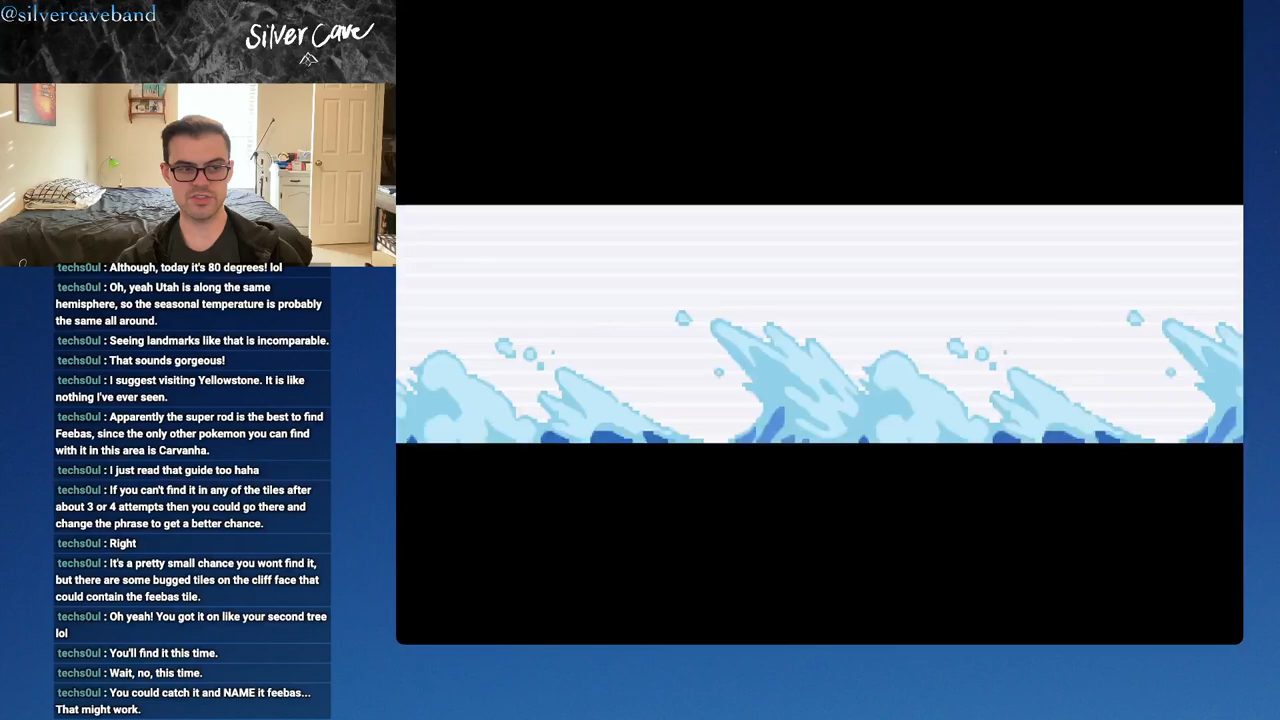 @silvercaveband
Silver Cave
techs0ul : Although, today it's 80 degrees! lol
techs0ul : Oh, yeah Utah is along the same
hemisphere, so the seasonal temperature is probably
the same all around.
techs0ul : Seeing landmarks like that is incomparable.
techs0ul : That sounds gorgeous!
techs0ul : I suggest visiting Yellowstone. It is like
nothing I've ever seen.
techs0ul : Apparently the super rod is the best to find
Feebas, since the only other pokemon you can find
with it in this area is Carvanha.
techs0ul : I just read that guide too haha
techs0ul : If you can't find it in any of the tiles after
about 3 or 4 attempts then you could go there and
change the phrase to get a better chance.
techs0ul : Right
techs0ul : It's a pretty small chance you wont find it,
but there are some bugged tiles on the cliff face that
could contain the feebas tile.
techs0ul : Oh yeah! You got it on like your second tree
lol
techs0ul : You'll find it this time.
techs0ul : Wait, no, this time.
techs0ul : You could catch it and NAME it feebas...
That might work.